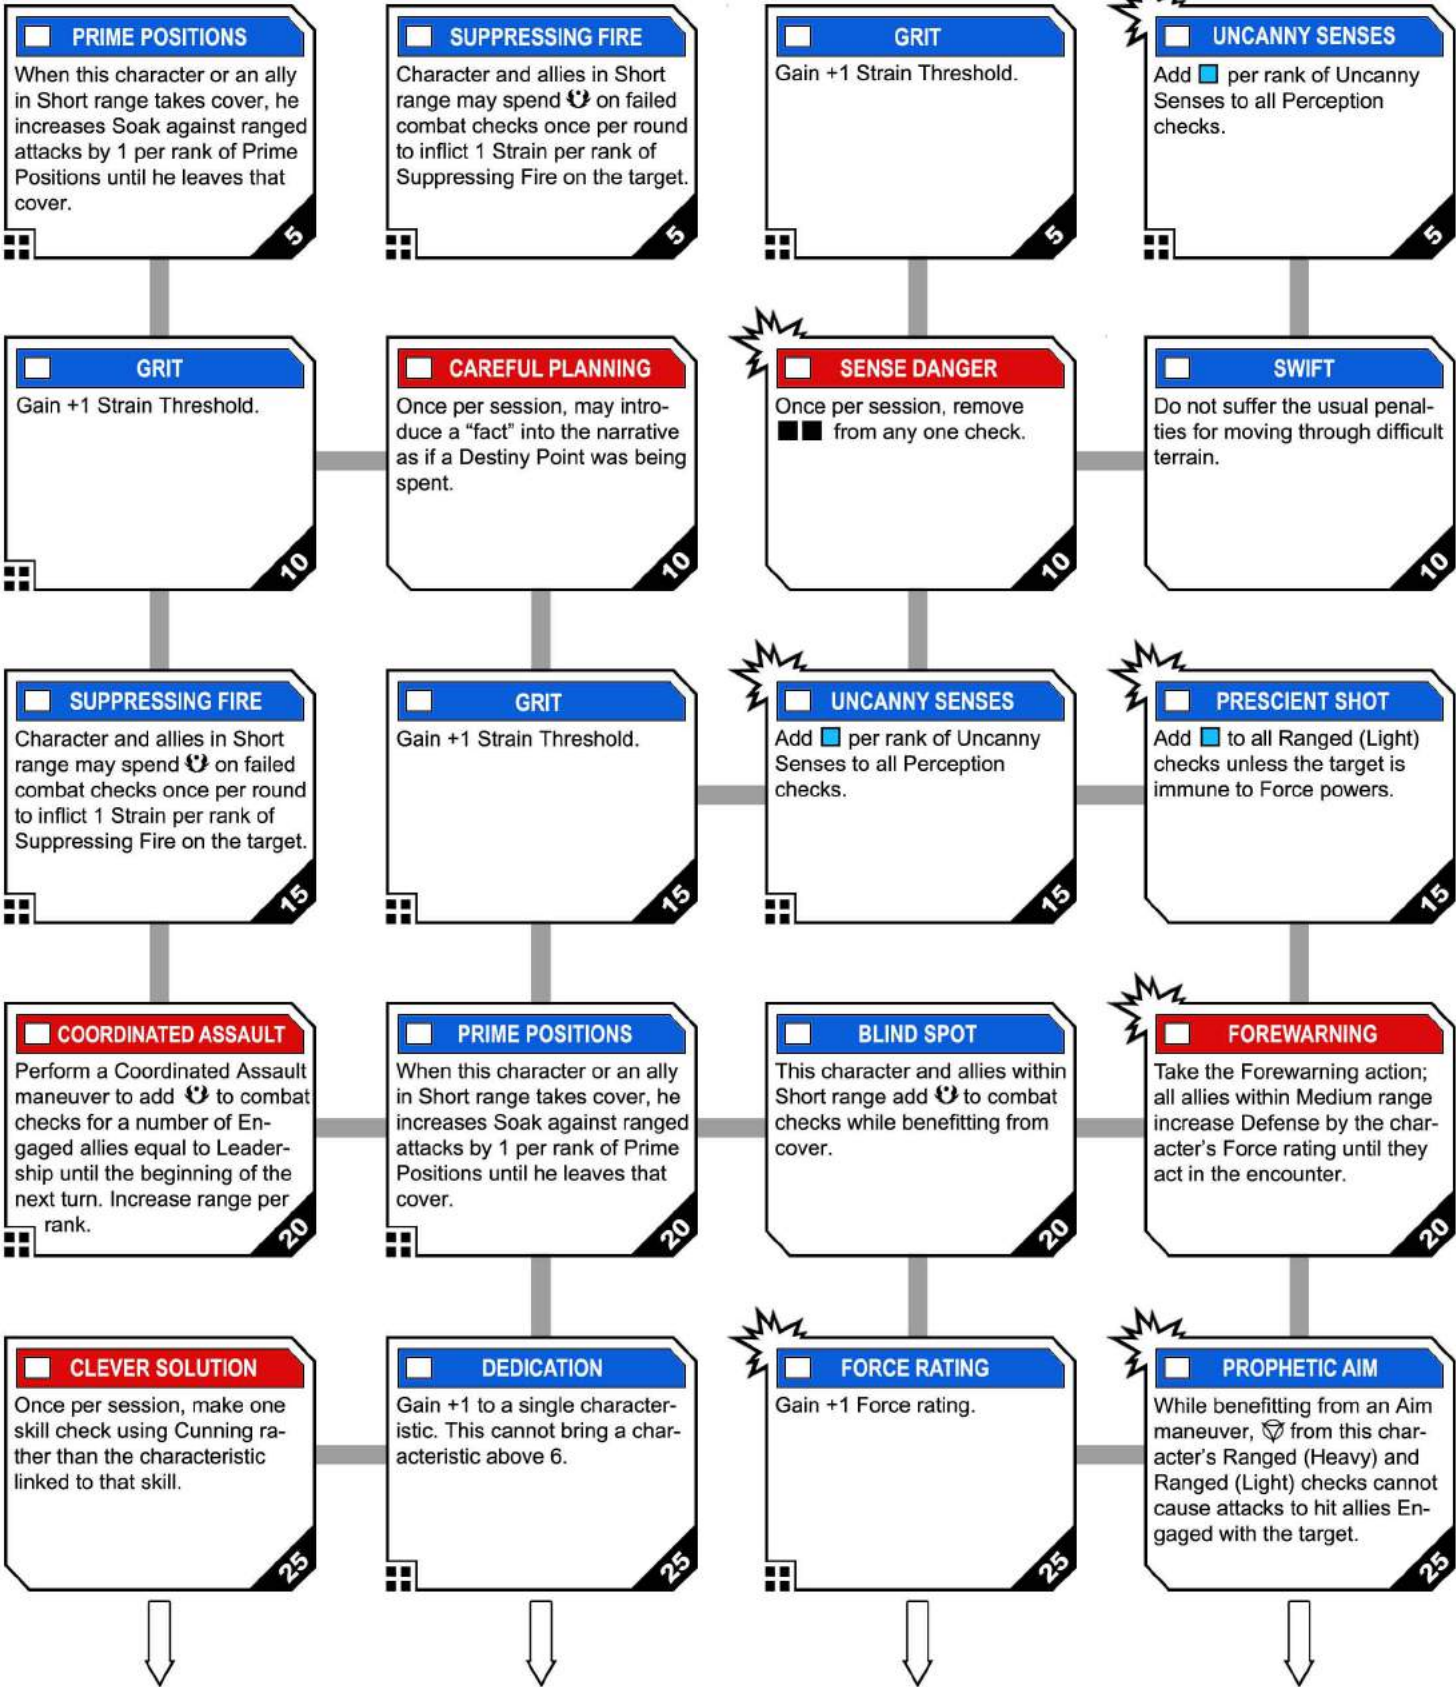 PRIME POSITIONS
When this character or an ally
in Short range takes cover, he
increases Soak against ranged
attacks by 1 per rank of Prime
Positions until he leaves that
cover.
5
SUPPRESSING FIRE
Character and allies in Short
range may spend on failed
combat checks once per round
to inflict 1 Strain per rank of
Suppressing Fire on the target.
5
GRIT
Gain +1 Strain Threshold.
5
UNCANNY SENSES
Add per rank of Uncanny
Senses to all Perception
checks.
5
GRIT
Gain +1 Strain Threshold.
10
CAREFUL PLANNING
Once per session, may intro-
duce a “fact” into the narrative
as if a Destiny Point was being
spent.
10
SENSE DANGER
Once per session, remove
from any one check.
10
SWIFT
Do not suffer the usual penal-
ties for moving through difficult
terrain.
10
SUPPRESSING FIRE
Character and allies in Short
range may spend on failed
combat checks once per round
to inflict 1 Strain per rank of
Suppressing Fire on the target.
15
GRIT
Gain +1 Strain Threshold.
15
UNCANNY SENSES
Add per rank of Uncanny
Senses to all Perception
checks.
15
PRESCIENT SHOT
Add to all Ranged (Light)
checks unless the target is
immune to Force powers.
15
COORDINATED ASSAULT
Perform a Coordinated Assault
maneuver to add to combat
checks for a number of En-
gaged allies equal to Leader-
ship until the beginning of the
next turn. Increase range per
rank.
20
PRIME POSITIONS
When this character or an ally
in Short range takes cover, he
increases Soak against ranged
attacks by 1 per rank of Prime
Positions until he leaves that
cover.
20
BLIND SPOT
This character and allies within
Short range add to combat
checks while benefitting from
cover.
20
FOREWARNING
Take the Forewarning action;
all allies within Medium range
increase Defense by the char-
acter's Force rating until they
act in the encounter.
20
CLEVER SOLUTION
Once per session, make one
skill check using Cunning ra-
ther than the characteristic
linked to that skill.
25
DEDICATION
Gain +1 to a single character-
istic. This cannot bring a char-
acteristic above 6.
25
FORCE RATING
Gain +1 Force rating.
25
PROPHETIC AIM
While benefitting from an Aim
maneuver, from this char-
acter's Ranged (Heavy) and
Ranged (Light) checks cannot
cause attacks to hit allies En-
gaged with the target.
25